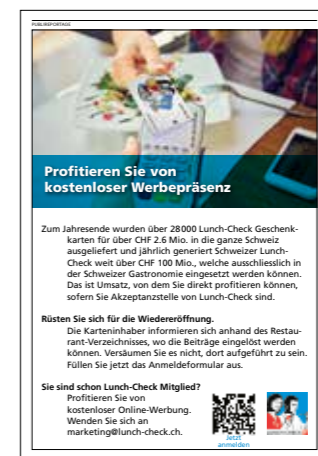 PUBLIREPORTAGE
Profitieren Sie von
kostenloser Werbepräsenz
Zum Jahresende wurden über 28000 Lunch-Check Geschenk-
karten für über CHF 2.6 Mio. in die ganze Schweiz
ausgeliefert und jährlich generiert Schweizer Lunch-
Check weit über CHF 100 Mio., welche ausschliesslich in
der Schweizer Gastronomie eingesetzt werden können.
Das ist Umsatz, von dem Sie direkt profitieren können,
sofern Sie Akzeptanzstelle von Lunch-Check sind.
Rüsten Sie sich für die Wiedereröffnung.
Die Karteninhaber informieren sich anhand des Restau-
rant-Verzeichnisses, wo die Beiträge eingelöst werden
können. Versäumen Sie es nicht, dort aufgeführt zu sein.
Füllen Sie jetzt das Anmeldeformular aus.
Sie sind schon Lunch-Check Mitglied?
Profitieren Sie von
kostenloser Online-Werbung.
Wenden Sie sich an
marketing@lunch-check.ch.
Jetzt
anmelden